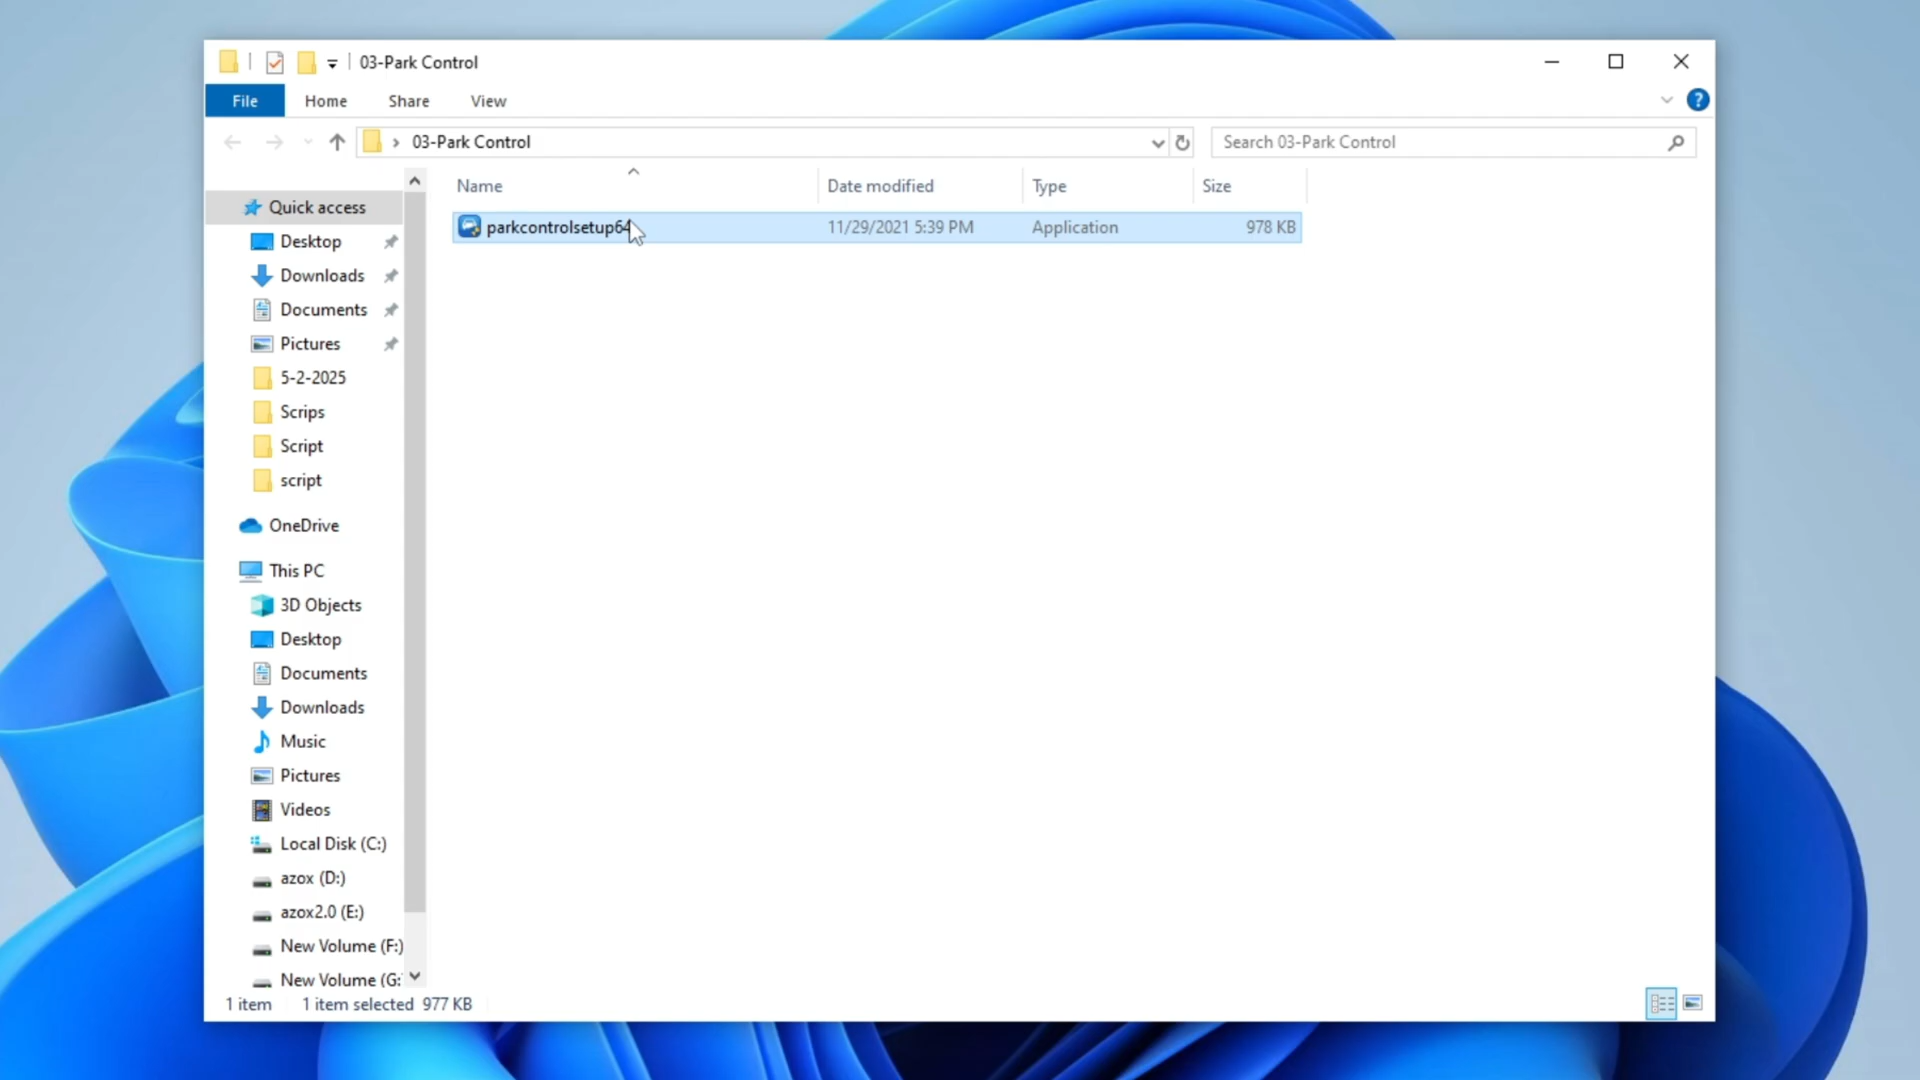 03-Park Control
File Home Share View
?
03-Park Control
Search 03-Park Control
Name Date modified Type Size
parkcontrolsetup64 11/29/2021 5:39 PM Application 978 KB
Quick access
Desktop
Downloads
Documents
Pictures
5-2-2025
Scrips
Script
script
OneDrive
This PC
3D Objects
Desktop
Documents
Downloads
Music
Pictures
Videos
Local Disk (C:)
azox (D:)
azox2.0 (E:)
New Volume (F:)
New Volume (G:
1 item 1 item selected 977 KB